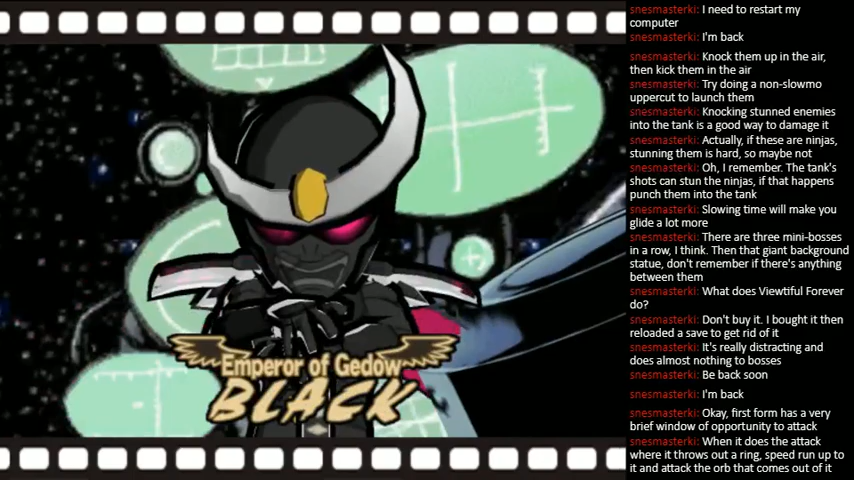 Emperor of Gedow
BLACK
snesmasterki: I need to restart my
computer
snesmasterki: I'm back
snesmasterki: Knock them up in the air,
then kick them in the air
snesmasterki: Try doing a non-slowmo
uppercut to launch them
snesmasterki: Knocking stunned enemies
into the tank is a good way to damage it
snesmasterki: Actually, if these are ninjas,
stunning them is hard, so maybe not
snesmasterki: Oh, I remember. The tank's
shots can stun the ninjas, if that happens
punch them into the tank
snesmasterki: Slowing time will make you
glide a lot more
snesmasterki: There are three mini-bosses
in a row, I think. Then that giant background
statue, don't remember if there's anything
between them
snesmasterki: What does Viewtiful Forever
do?
snesmasterki: Don't buy it. I bought it then
reloaded a save to get rid of it
snesmasterki: It's really distracting and
does almost nothing to bosses
snesmasterki: Be back soon
snesmasterki: I'm back
snesmasterki: Okay, first form has a very
brief window of opportunity to attack
snesmasterki: When it does the attack
where it throws out a ring, speed run up to
it and attack the orb that comes out of it